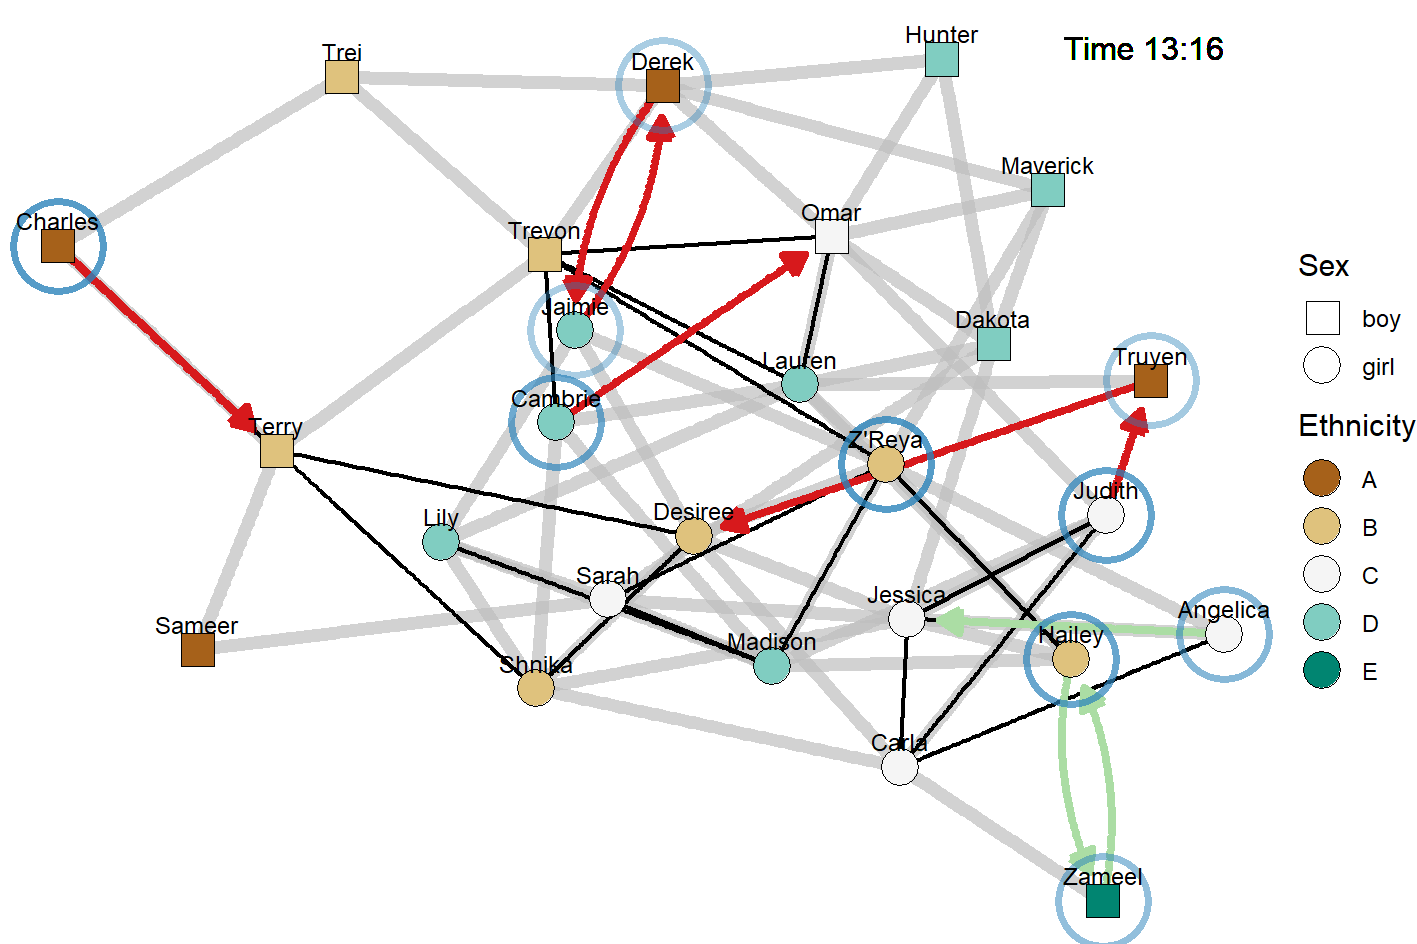 Hunter
Time 13:16
Trei
Derek
Maverick
Charles
Trevon
Omar
Sex
boy
girl
Jaimie
Dakota
Truyen
Lauren
Cambrie
Terry
Z'Reya
Ethnicity
A
B
C
D
E
Judith
Lily
Desiree
Sarah
Jessica
Angelica
Sameer
Madison
Hailey
Shnika
Carla
Zameel